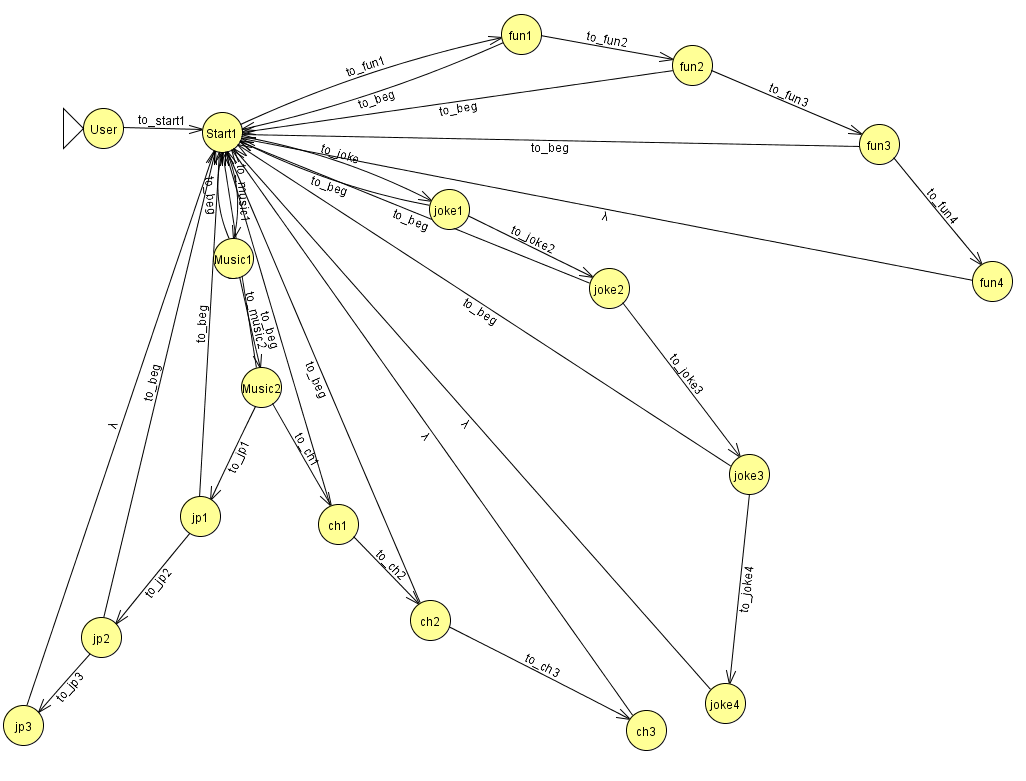 fun1
to_fun2
fun2
to_fun1
to_beg
to_fun3
to_beg
User
to_start1
Start1
to_beg
fun3
to_joke
to_beg
to_music1
to_beg
joke1
to_beg
to_fun4
λ
to_joke2
Music1
joke2
fun4
to_music2
to_beg
to_beg
to_beg
to_joke3
to_beg
to_beg
Music2
λ
λ
λ
to_jp1
to_ch1
joke3
jp1
ch1
to_jp2
to_ch2
to_joke4
ch2
jp2
to_ch3
to_jp3
joke4
jp3
ch3